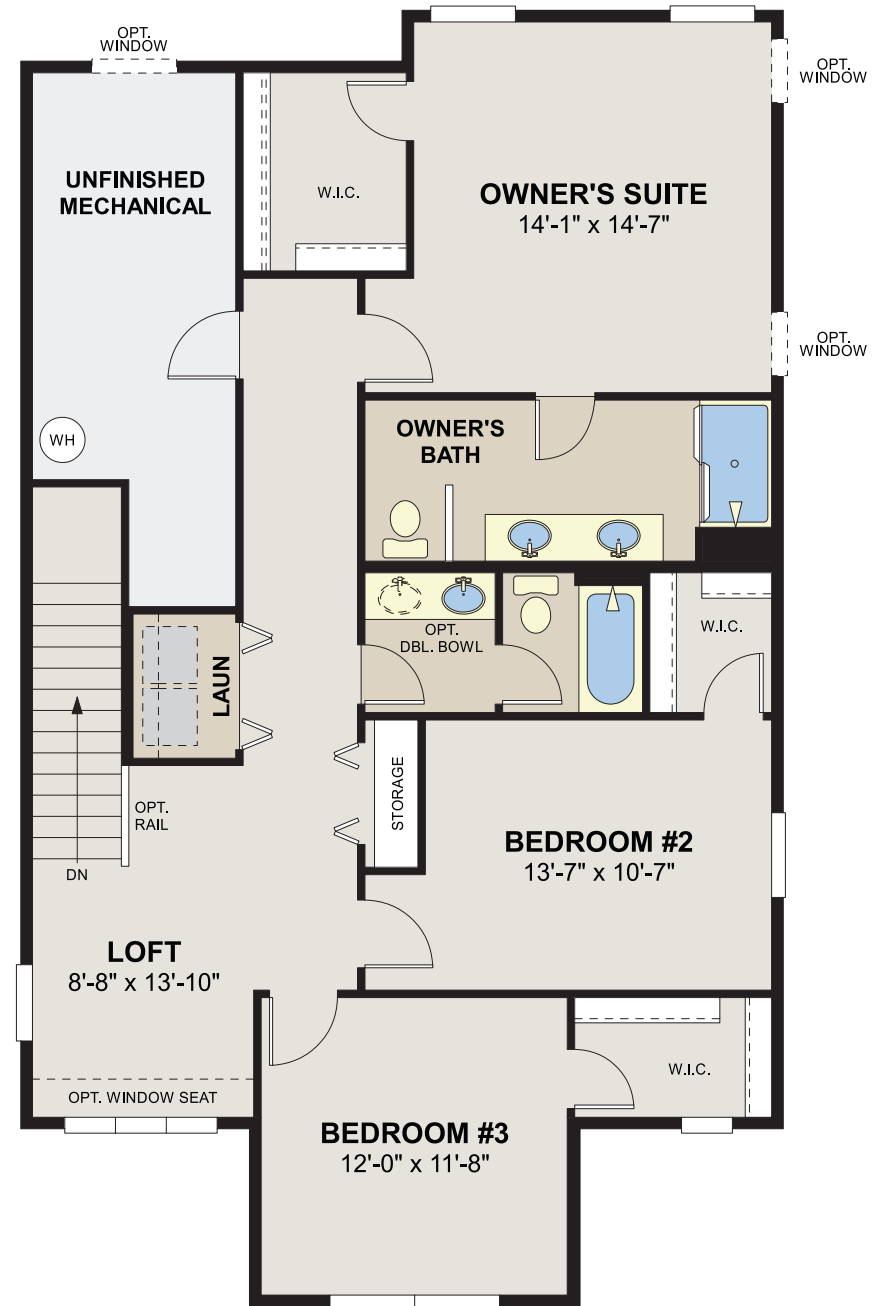 OPT.
WINDOW
OPT.
WINDOW
UNFINISHED
MECHANICAL
W.I.C.
OWNER'S SUITE
14'-1" x 14'-7"
OPT.
WINDOW
WH
OWNER'S
BATH
OPT.
DBL. BOWL
W.I.C.
LAUN
STORAGE
OPT.
RAIL
DN
BEDROOM #2
13'-7" x 10'-7"
LOFT
8'-8" x 13'-10"
OPT. WINDOW SEAT
W.I.C.
BEDROOM #3
12'-0" x 11'-8"